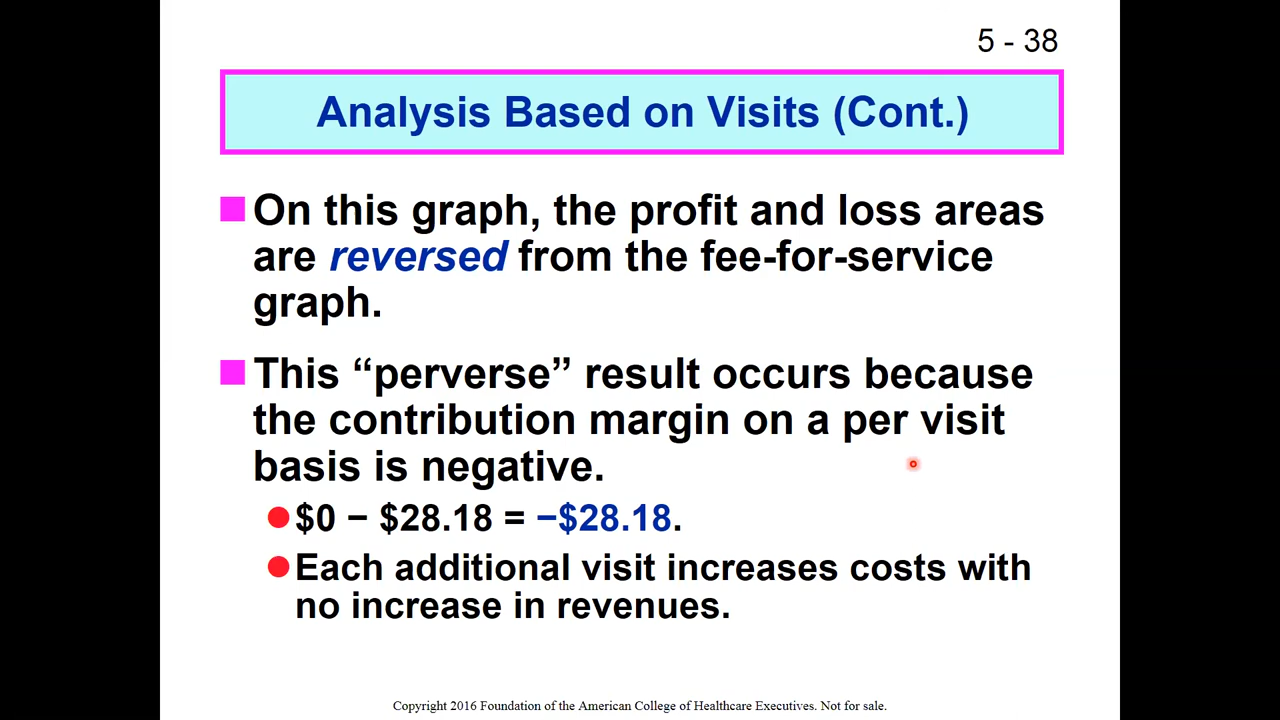 5 - 38
Analysis Based on Visits (Cont.)
On this graph, the profit and loss areas
are reversed from the fee-for-service
graph.
This “perverse” result occurs because
the contribution margin on a per visit
basis is negative.
$0 − $28.18 = −$28.18.
Each additional visit increases costs with
no increase in revenues.
Copyright 2016 Foundation of the American College of Healthcare Executives. Not for sale.